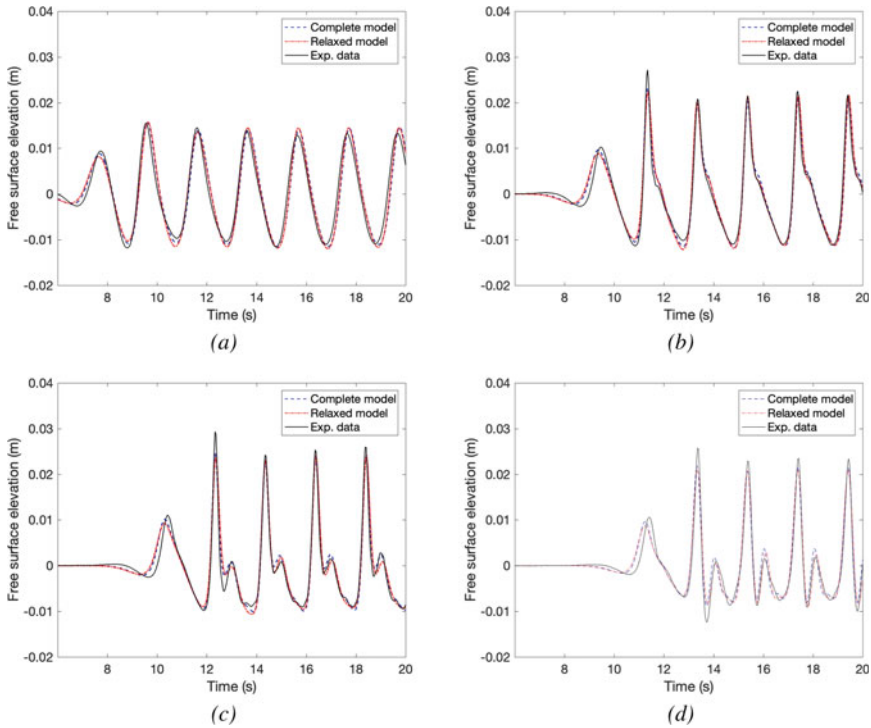 0.04
0.03
0.02
0.01
0
-0.01
-0.02
8 10 12 14 16 18 20
Time (s)
Free surface elevation (m)
Complete model
Relaxed model
Exp. data
(a)
0.04
0.03
0.02
0.01
0
-0.01
-0.02
8 10 12 14 16 18 20
Time (s)
Free surface elevation (m)
Complete model
Relaxed model
Exp. data
(b)
0.04
0.03
0.02
0.01
0
-0.01
-0.02
8 10 12 14 16 18 20
Time (s)
Free surface elevation (m)
Complete model
Relaxed model
Exp. data
(c)
0.04
0.03
0.02
0.01
0
-0.01
-0.02
8 10 12 14 16 18 20
Time (s)
Free surface elevation (m)
Complete model
Relaxed model
Exp. data
(d)